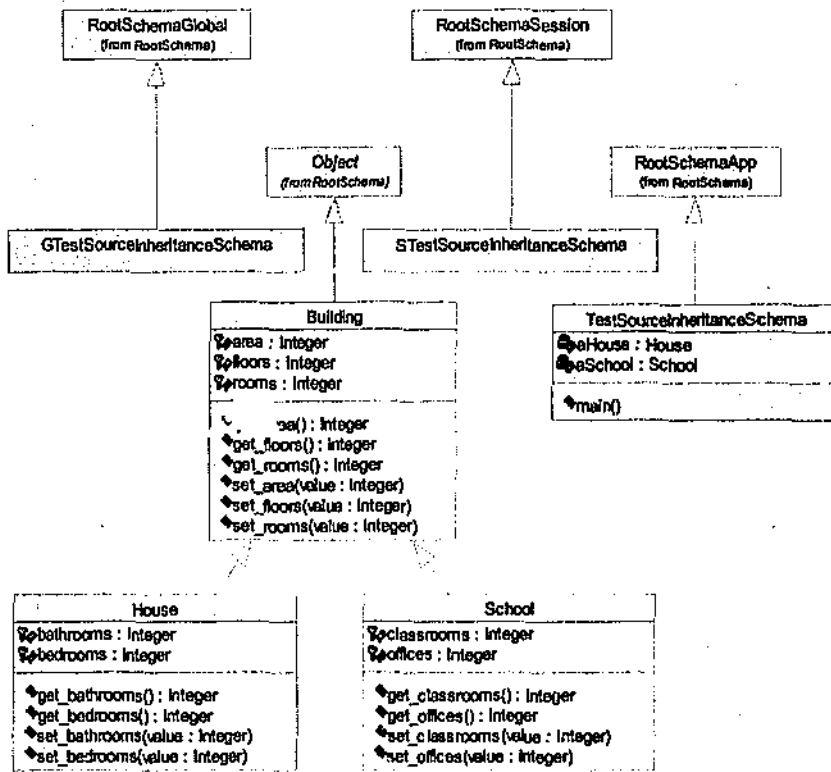 RootSchemaGlobal
(from RootSchema)
RootSchemaSession
(from RootSchema)
Object
(from RootSchema)
RootSchemaApp
(from RootSchema)
GTestSourceInheritanceSchema
STestSourceInheritanceSchema
Building
area : Integer
floors : Integer
rooms : Integer
ea() : Integer
get_floors() : Integer
get_rooms() : Integer
set_area(value : Integer)
set_floors(value : Integer)
set_rooms(value : Integer)
TestSourceInheritanceSchema
aHouse : House
aSchool : School
main()
House
bathrooms : Integer
bedrooms : Integer
get_bathrooms() : Integer
get_bedrooms() : Integer
set_bathrooms(value : Integer)
set_bedrooms(value : Integer)
School
classrooms : Integer
offices : Integer
get_classrooms() : Integer
get_offices() : Integer
set_classrooms(value : Integer)
set_offices(value : Integer)